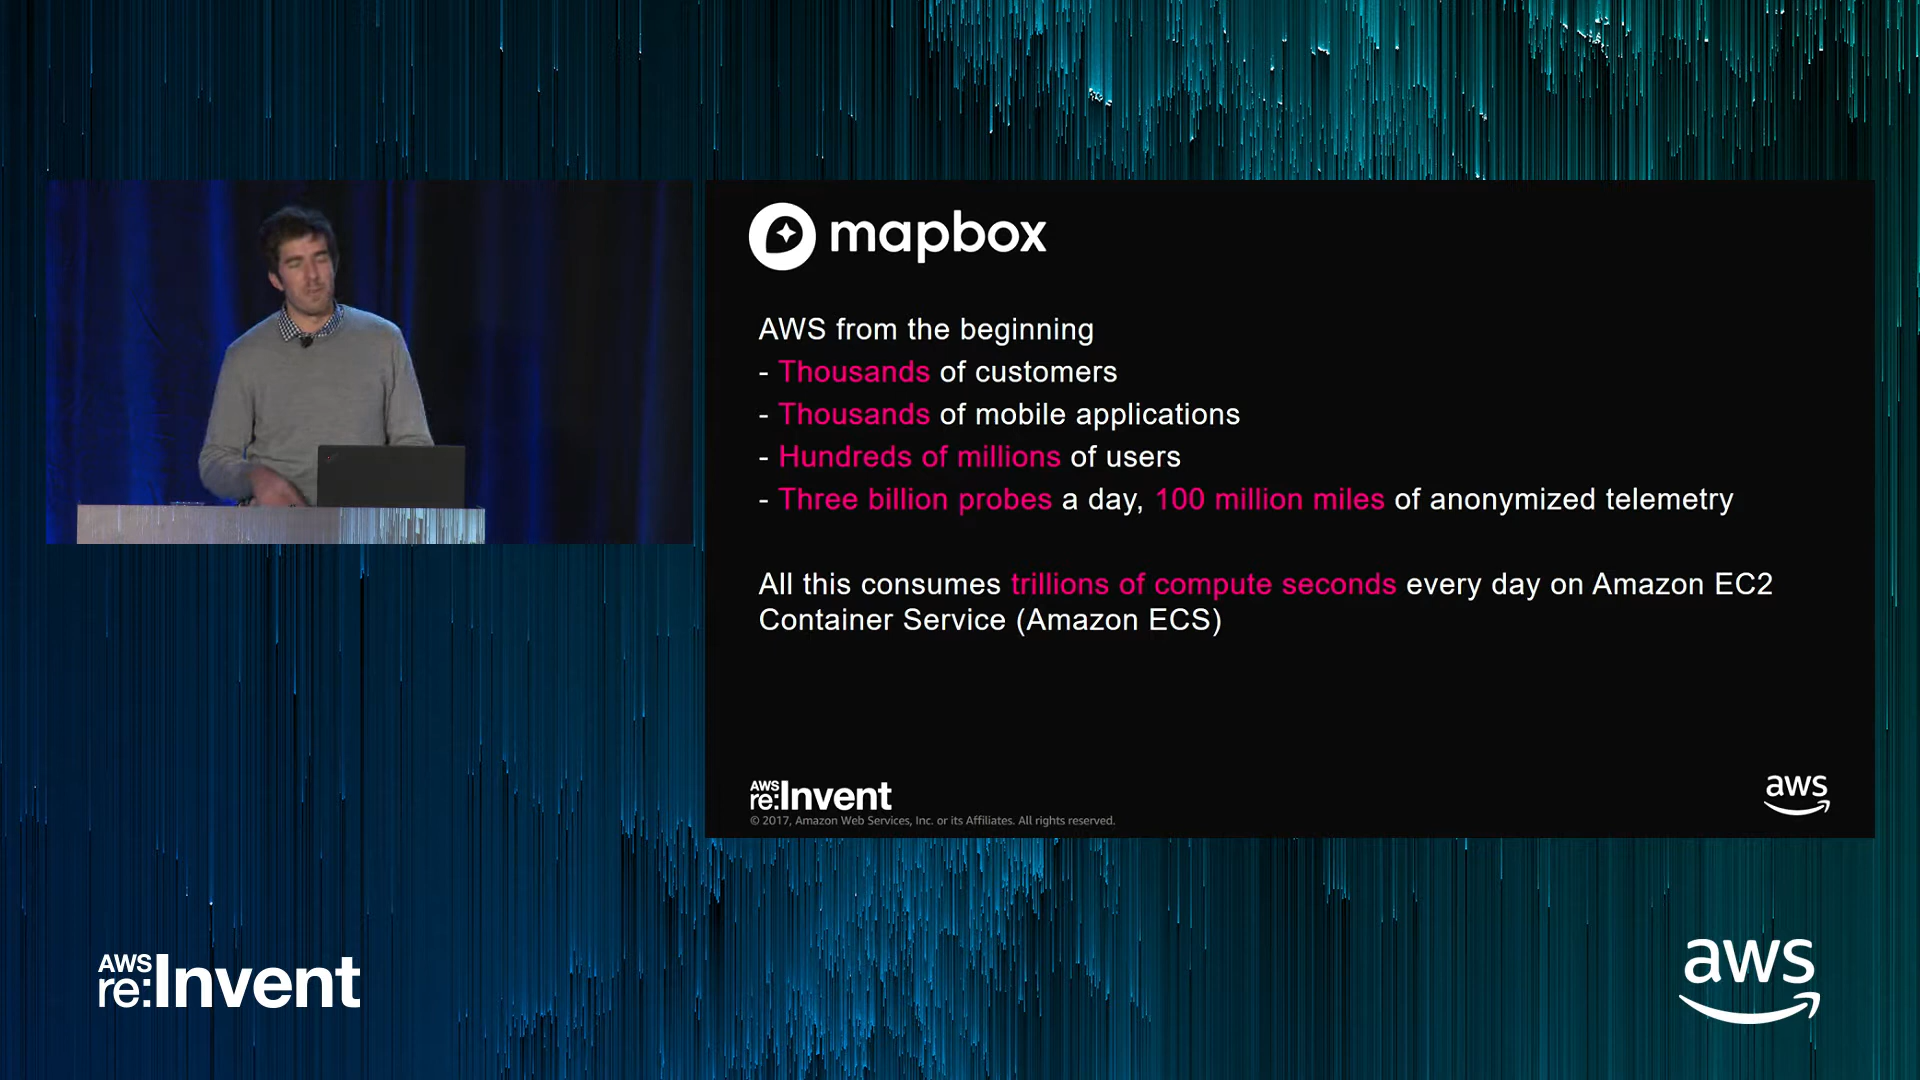 mapbox
AWS from the beginning
- Thousands of customers
- Thousands of mobile applications
- Hundreds of millions of users
- Three billion probes a day, 100 million miles of anonymized telemetry
All this consumes trillions of compute seconds every day on Amazon EC2
Container Service (Amazon ECS)
AWS
re:Invent
© 2017, Amazon Web Services, Inc. or its Affiliates. All rights reserved.
aws
AWS
re:Invent
aws